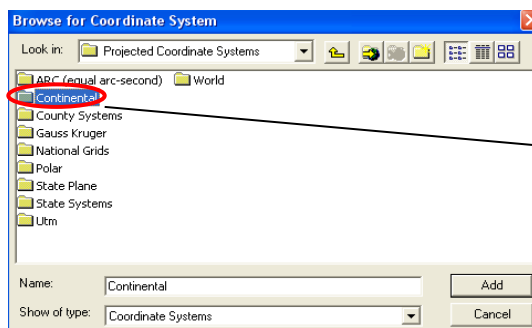 Browse for Coordinate System
Look in: Projected Coordinate Systems
ARC (equal arc-second) World
Continental
County Systems
Gauss Kruger
National Grids
Polar
State Plane
State Systems
Utm
Name: Continental Add
Show of type: Coordinate Systems Cancel